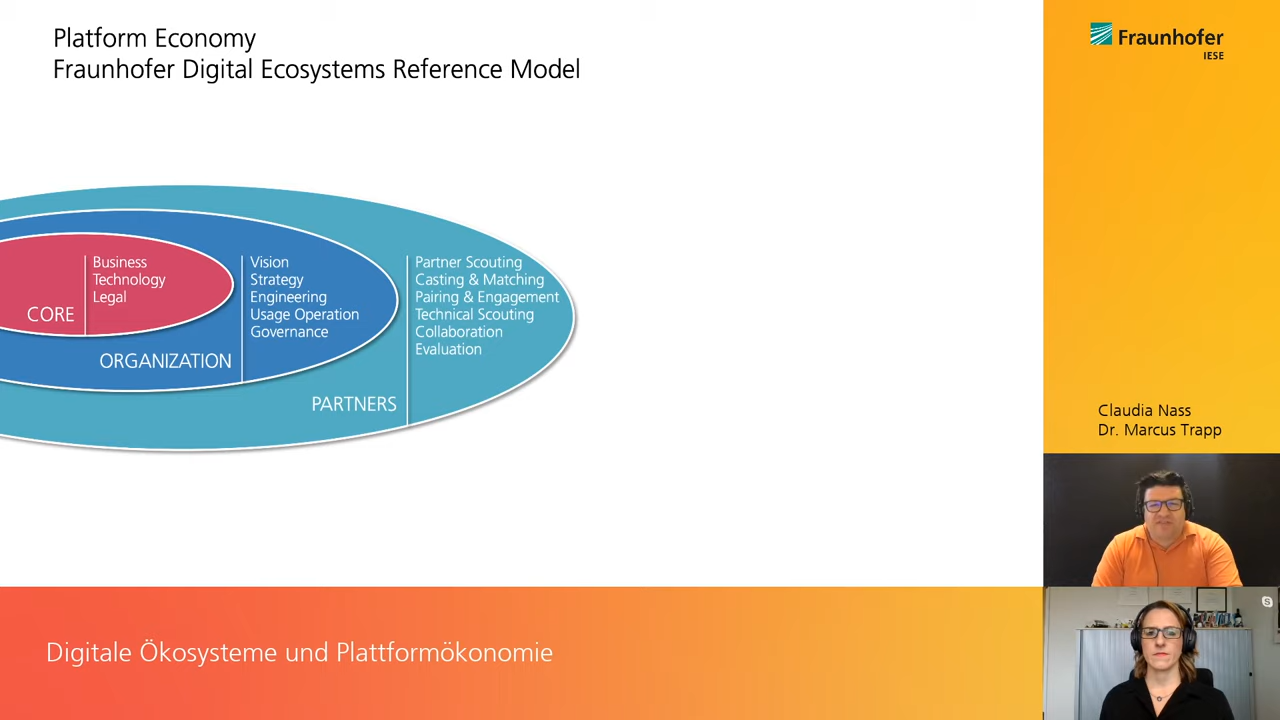 Platform Economy
Fraunhofer Digital Ecosystems Reference Model
Fraunhofer
IESE
Business
Technology
Legal
CORE
Vision
Strategy
Engineering
Usage Operation
Governance
ORGANIZATION
Partner Scouting
Casting & Matching
Pairing & Engagement
Technical Scouting
Collaboration
Evaluation
PARTNERS
Claudia Nass
Dr. Marcus Trapp
Digitale Ökosysteme und Plattformökonomie